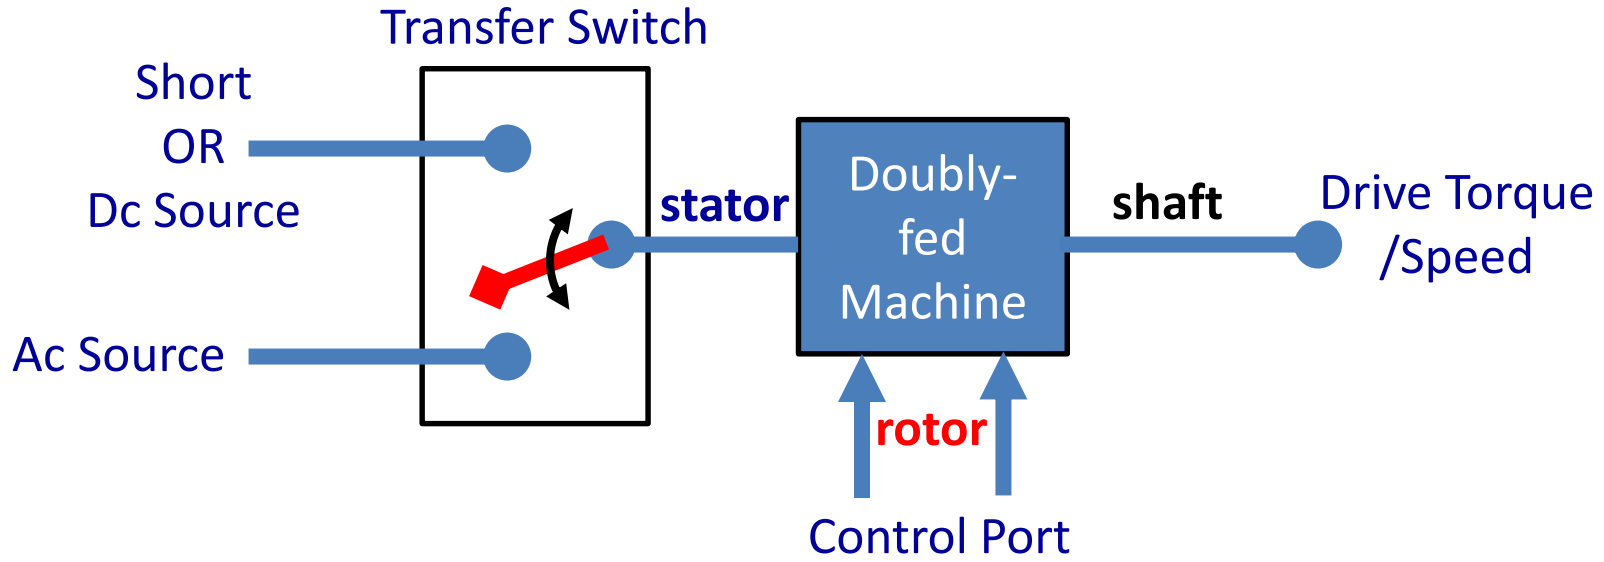 Transfer Switch
Short
OR
Dc Source
Ac Source
stator
Doubly-
fed
Machine
shaft
Drive Torque
/Speed
rotor
Control Port